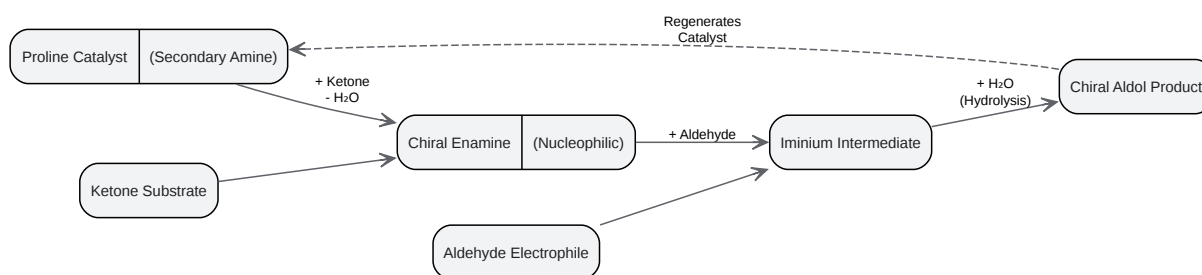 Regenerates
Catalyst
Proline Catalyst
(Secondary Amine)
+ Ketone
- H₂O
+ H₂O
(Hydrolysis)
Chiral Aldol Product
Chiral Enamine
(Nucleophilic)
+ Aldehyde
Iminium Intermediate
Ketone Substrate
Aldehyde Electrophile